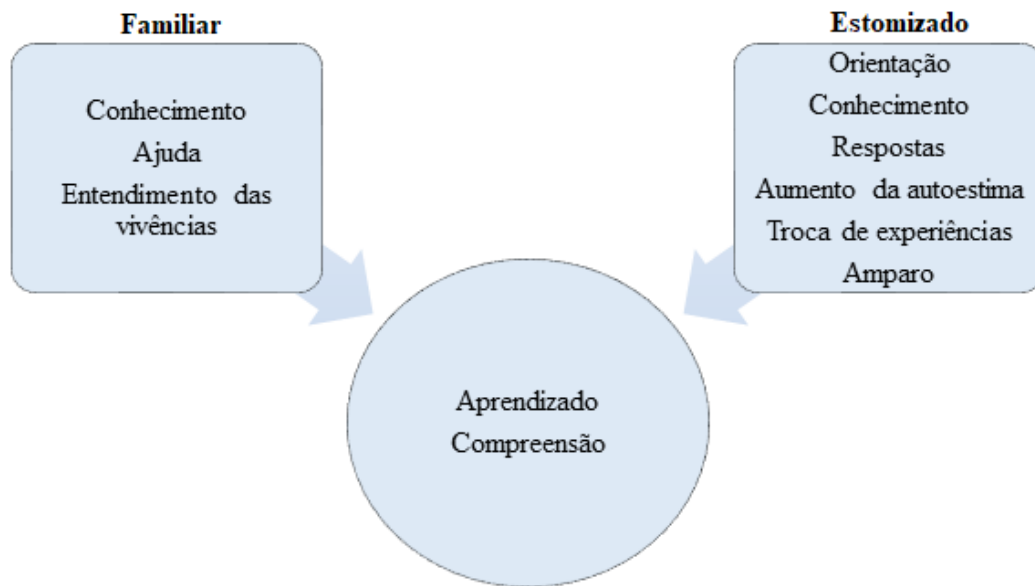 Familiar
Conhecimento
Ajuda
Entendimento das
vivências
Estomizado
Orientação
Conhecimento
Respostas
Aumento da autoestima
Troca de experiências
Amparo
Aprendizado
Compreensão